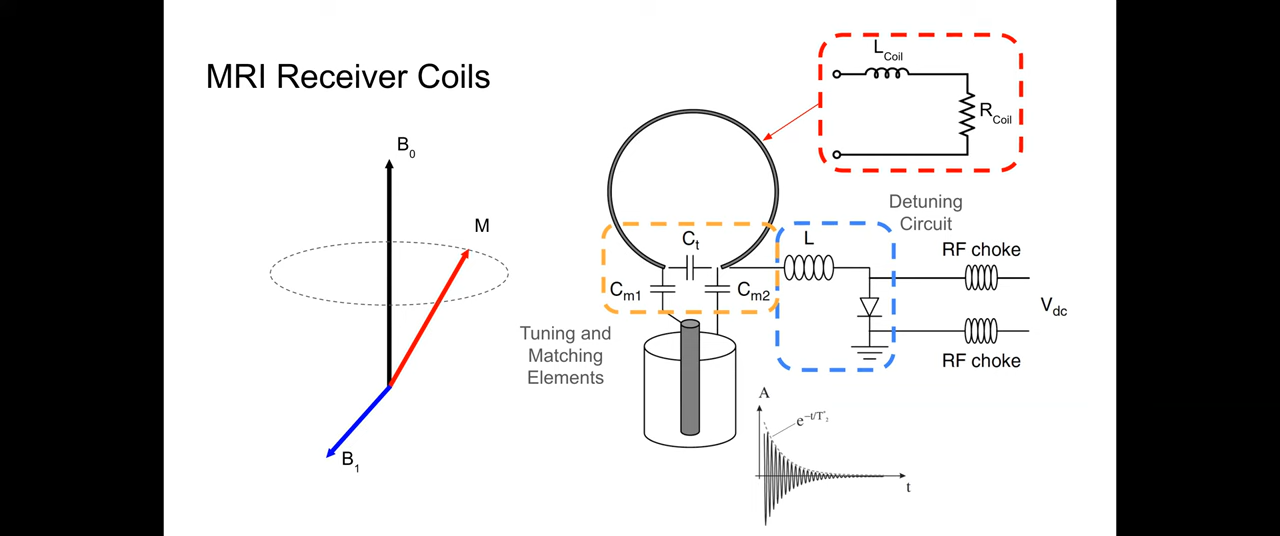 MRI Receiver Coils
B0
M
B1
LCoil
RCoil
Detuning
Circuit
Ct
L
RF choke
Cm1
Cm2
Vdc
Tuning and
Matching
Elements
RF choke
A
e−t/T*2
t